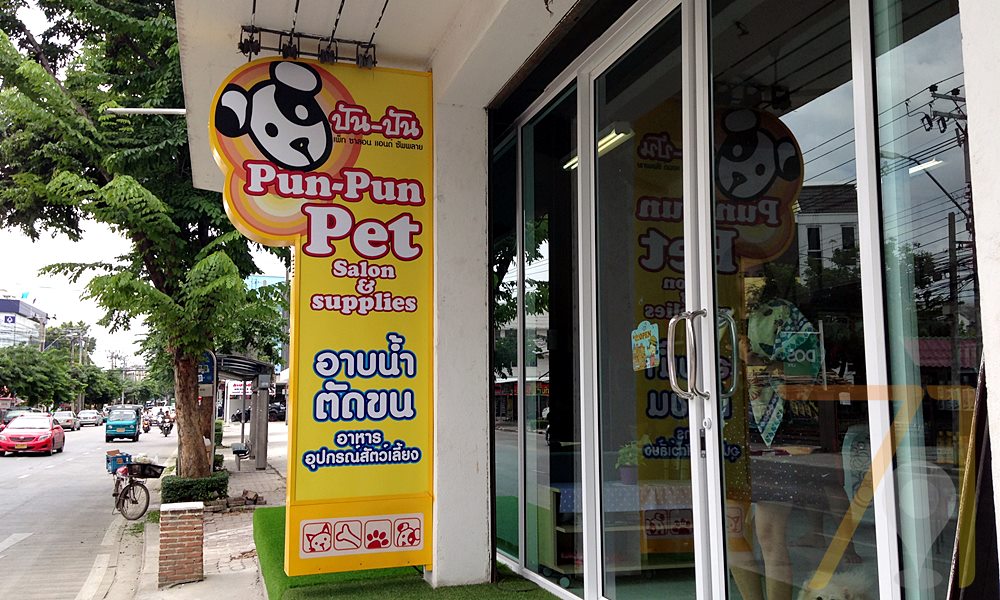 ปัน-ปัน
เพ็ท ซาลอน แอนด ซัพพลาย
Pun-Pun
Pet
Salon
&
supplies
อาบน้ำ
ตัดขน
อาหาร
อุปกรณ์สัตว์เลี้ยง
OPEN
DOG